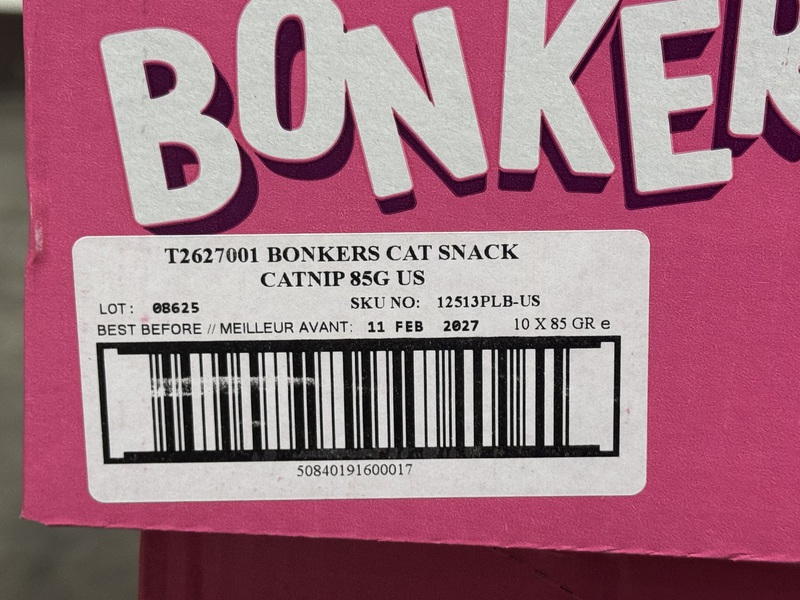 BONKER
T2627001 BONKERS CAT SNACK
CATNIP 85G US
LOT: 08625 SKU NO: 12513PLB-US
BEST BEFORE // MEILLEUR AVANT: 11 FEB 2027 10 X 85 GR e
50840191600017